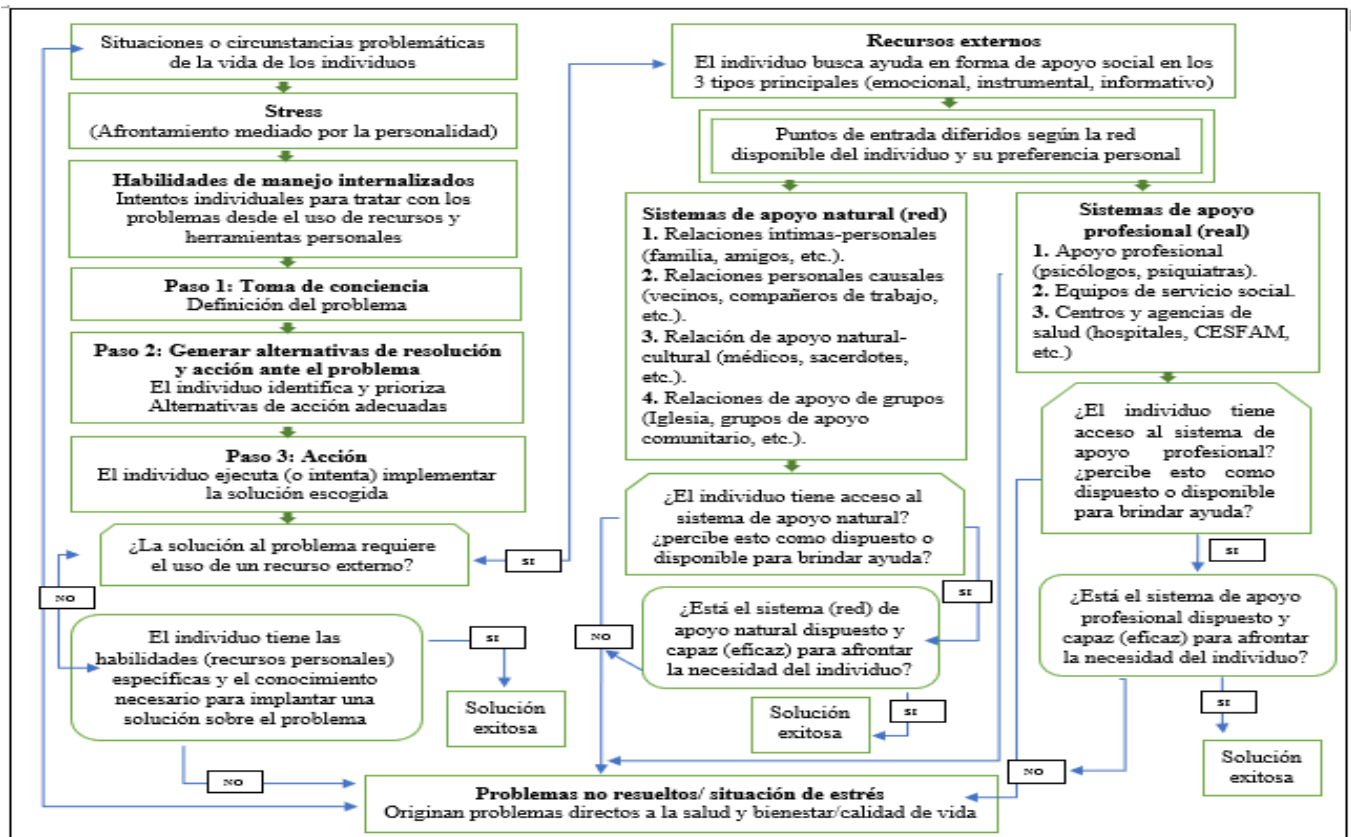 Situaciones o circunstancias problemáticas
de la vida de los individuos
Stress
(Afrontamiento mediado por la personalidad)
Habilidades de manejo internalizados
Intentos individuales para tratar con los
problemas desde el uso de recursos y
herramientas personales
Paso 1: Toma de conciencia
Definición del problema
Paso 2: Generar alternativas de resolución
y acción ante el problema
El individuo identifica y prioriza
Alternativas de acción adecuadas
Paso 3: Acción
El individuo ejecuta (o intenta) implementar
la solución escogida
¿La solución al problema requiere
el uso de un recurso externo?
SI
NO
El individuo tiene las
habilidades (recursos personales)
específicas y el conocimiento
necesario para implantar una
solución sobre el problema
SI
Solución
exitosa
NO
Recursos externos
El individuo busca ayuda en forma de apoyo social en los
3 tipos principales (emocional, instrumental, informativo)
Puntos de entrada diferidos según la red
disponible del individuo y su preferencia personal
Sistemas de apoyo natural (red)
1. Relaciones íntimas-personales
(familia, amigos, etc.).
2. Relaciones personales causales
(vecinos, compañeros de trabajo,
etc.).
3. Relación de apoyo natural-
cultural (médicos, sacerdotes,
etc.).
4. Relaciones de apoyo de grupos
(Iglesia, grupos de apoyo
comunitario, etc.).
¿El individuo tiene acceso al
sistema de apoyo natural?
¿percibe esto como dispuesto o
disponible para brindar ayuda?
SI
NO
¿Está el sistema (red) de
apoyo natural dispuesto y
capaz (eficaz) para afrontar
la necesidad del individuo?
SI
Solución
exitosa
Sistemas de apoyo
profesional (real)
1. Apoyo profesional
(psicólogos, psiquiatras).
2. Equipos de servicio social.
3. Centros y agencias de
salud (hospitales, CESFAM,
etc.)
¿El individuo tiene
acceso al sistema de
apoyo profesional?
¿percibe esto como
dispuesto o disponible
para brindar ayuda?
SI
¿Está el sistema de apoyo
profesional dispuesto y
capaz (eficaz) para afrontar
la necesidad del individuo?
SI
NO
Solución
exitosa
Problemas no resueltos/ situación de estrés
Originan problemas directos a la salud y bienestar/calidad de vida